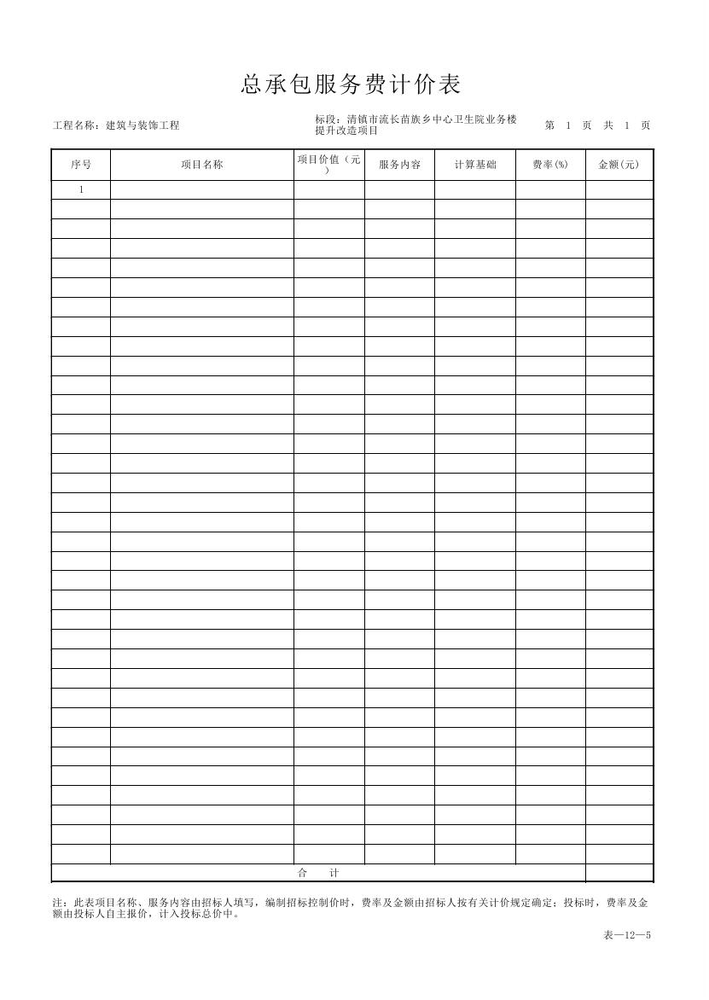 总承包服务费计价表
工程名称：建筑与装饰工程
标段：清镇市流长苗族乡中心卫生院业务楼
提升改造项目
第 1 页 共 1 页
序号 项目名称 项目价值（元） 服务内容 计算基础 费率(%) 金额(元)
1
合 计
注：此表项目名称、服务内容由招标人填写，编制招标控制价时，费率及金额由招标人按有关计价规定确定；投标时，费率及金
额由投标人自主报价，计入投标总价中。
表—12—5